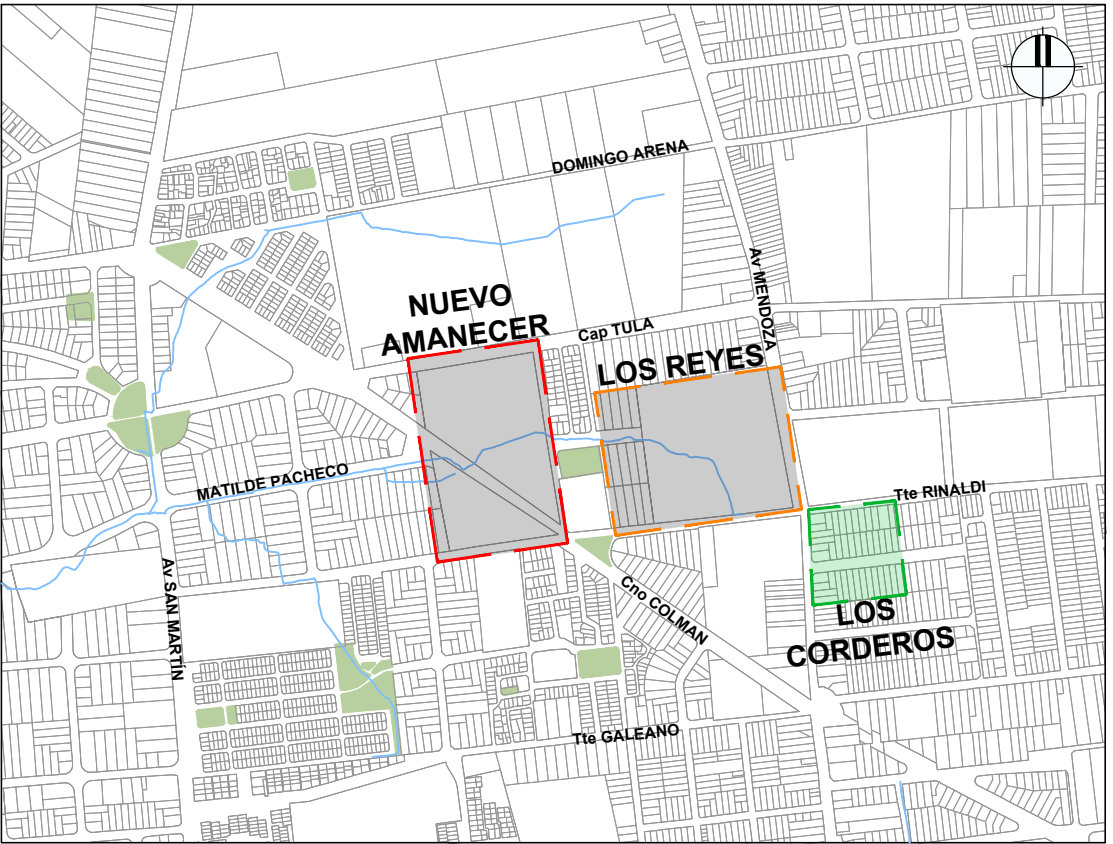 DOMINGO ARENA
Av MENDOZA
NUEVO
AMANECER
Cap TULA
LOS REYES
MATILDE PACHECO
Tte RINALDI
Av SAN MARTÍN
Cno COLMAN
LOS
CORDEROS
Tte GALEANO